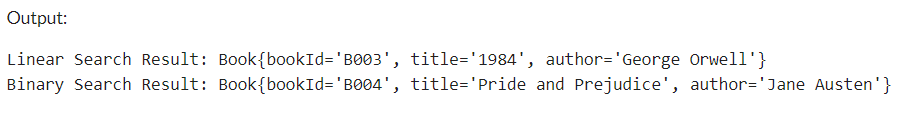 Output:
Linear Search Result: Book{bookId='B003', title='1984', author='George Orwell'}
Binary Search Result: Book{bookId='B004', title='Pride and Prejudice', author='Jane Austen'}